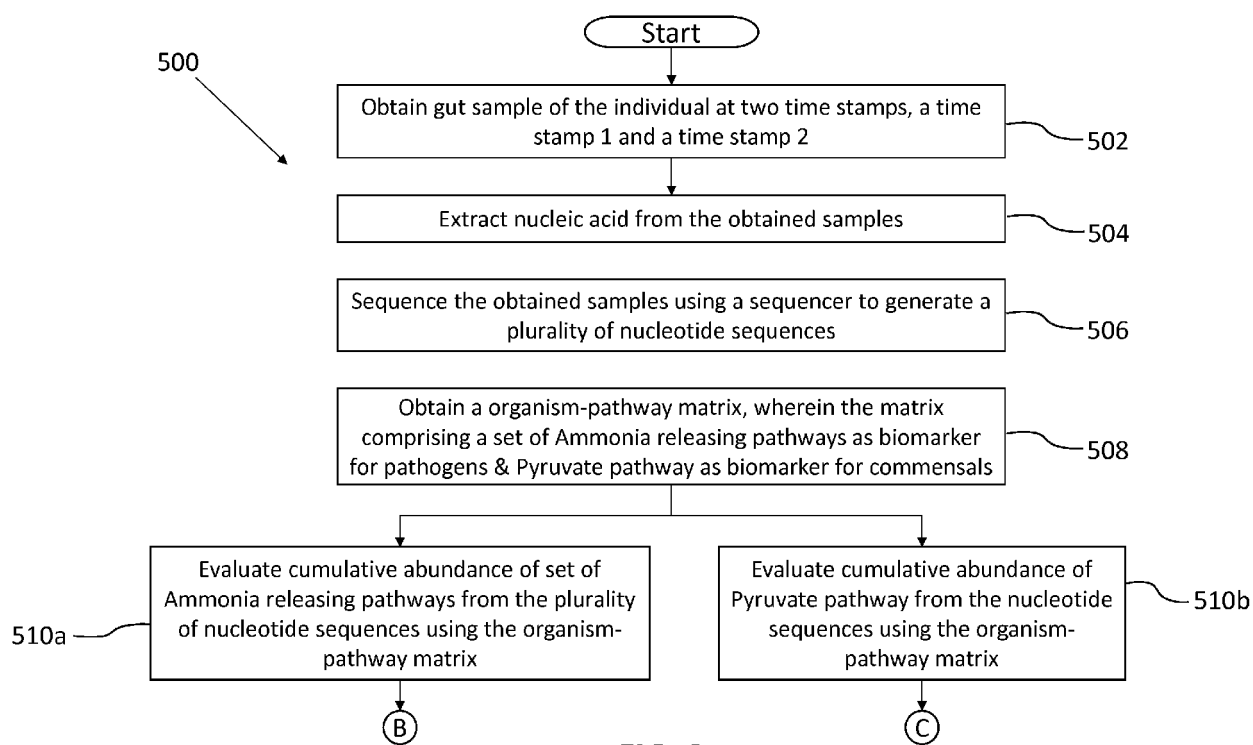 Start
500
Obtain gut sample of the individual at two time stamps, a time
stamp 1 and a time stamp 2
502
Extract nucleic acid from the obtained samples
504
Sequence the obtained samples using a sequencer to generate a
plurality of nucleotide sequences
506
Obtain a organism-pathway matrix, wherein the matrix
comprising a set of Ammonia releasing pathways as biomarker
for pathogens & Pyruvate pathway as biomarker for commensals
508
Evaluate cumulative abundance of set of
Ammonia releasing pathways from the plurality
of nucleotide sequences using the organism-
pathway matrix
510a
Evaluate cumulative abundance of
Pyruvate pathway from the nucleotide
sequences using the organism-
pathway matrix
510b
B
C